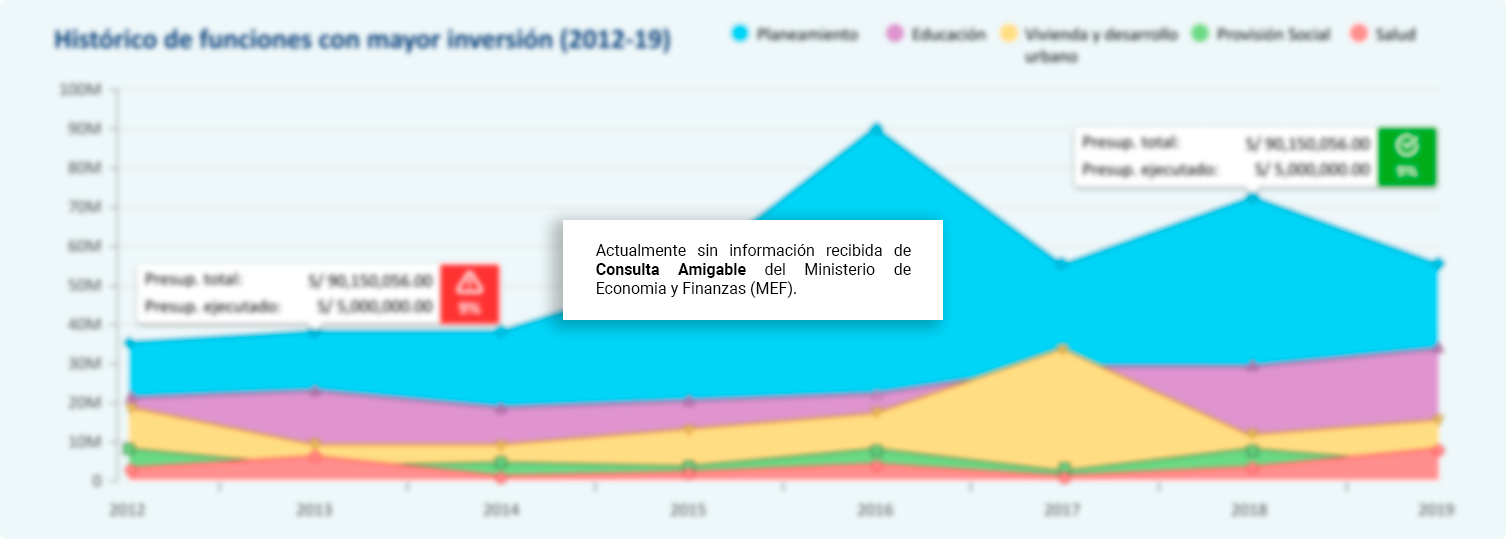 Histórico de funciones con mayor inversión (2012-19)
Planeamiento
Educación
Vivienda y desarrollo
urbano
Provisión Social
Salud
100M
90M
80M
70M
60M
50M
40M
30M
20M
10M
0
Presup. total: S/ 90,150,056.00
Presup. ejecutado: S/ 5,000,000.00
9%
Presup. total: S/ 90,150,056.00
Presup. ejecutado: S/ 5,000,000.00
9%
Actualmente sin información recibida de
Consulta Amigable del Ministerio de
Economia y Finanzas (MEF).
2012 2013 2014 2015 2016 2017 2018 2019